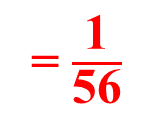 = 1/56